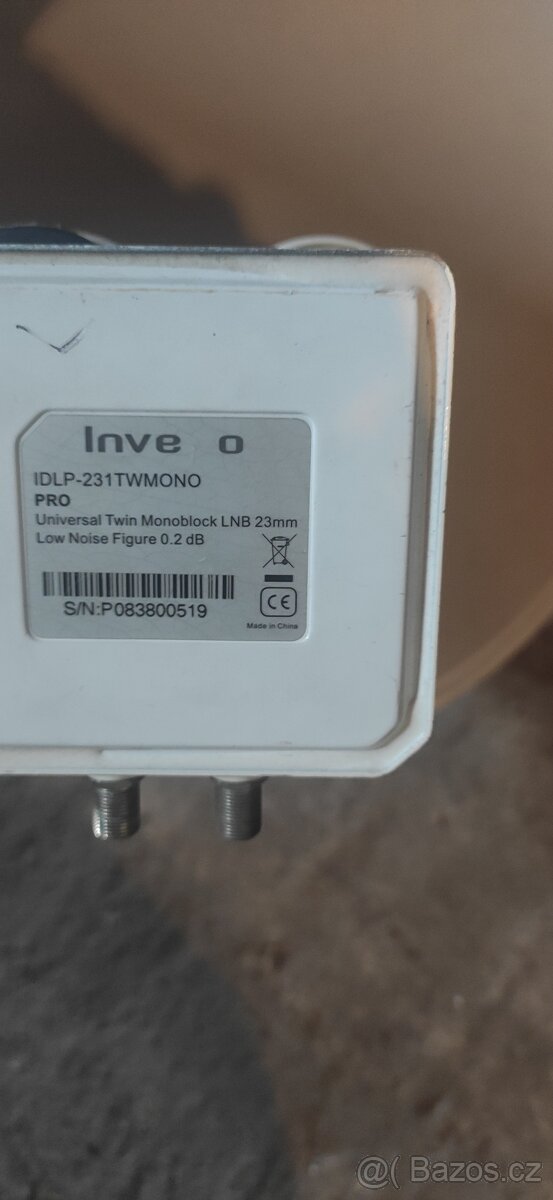 Inve o
IDLP-231TWMONO
PRO
Universal Twin Monoblock LNB 23mm
Low Noise Figure 0.2 dB
S/N:P083800519
CE
Made in China
@( Bazos.cz